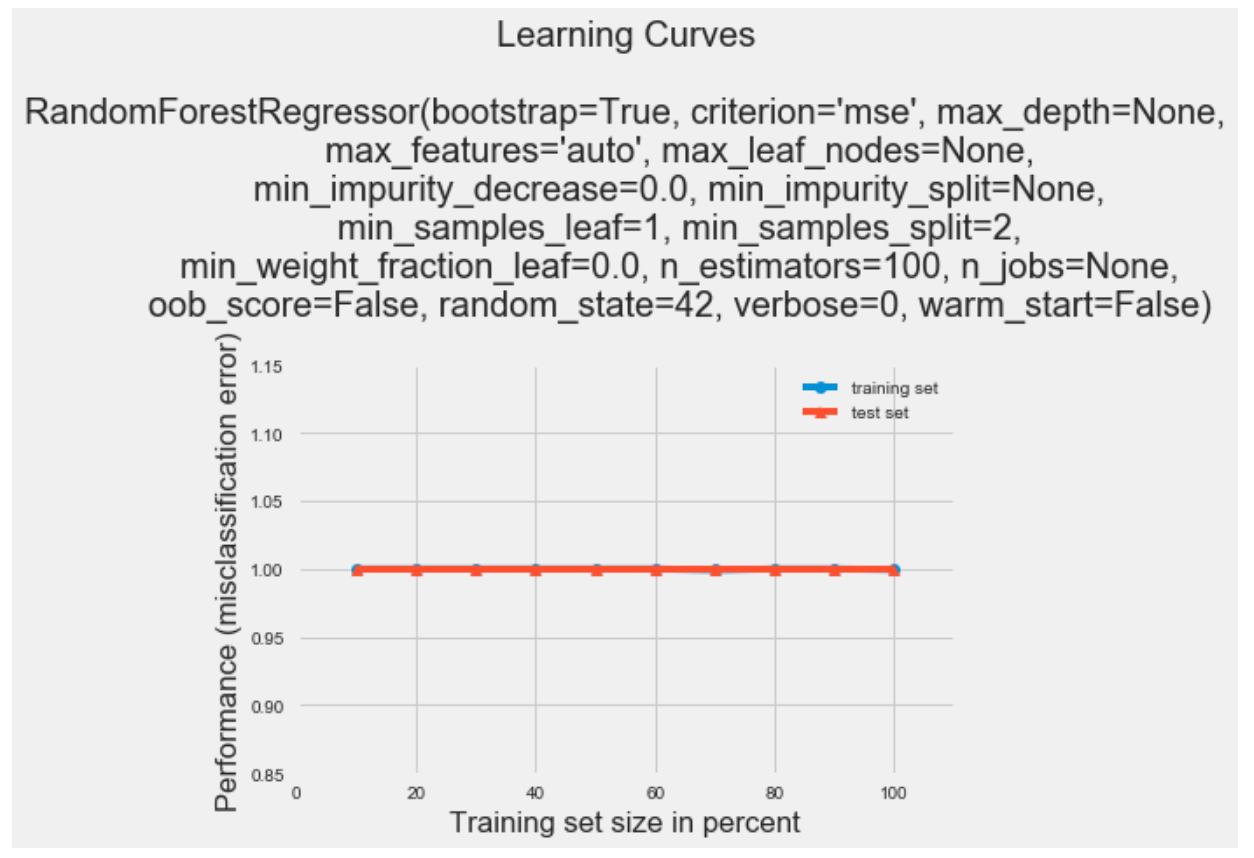 Learning Curves
RandomForestRegressor(bootstrap=True, criterion='mse', max_depth=None,
max_features='auto', max_leaf_nodes=None,
min_impurity_decrease=0.0, min_impurity_split=None,
min_samples_leaf=1, min_samples_split=2,
min_weight_fraction_leaf=0.0, n_estimators=100, n_jobs=None,
oob_score=False, random_state=42, verbose=0, warm_start=False)
Performance (misclassification error)
1.15
1.10
1.05
1.00
0.95
0.90
0.85
training set
test set
0 20 40 60 80 100
Training set size in percent